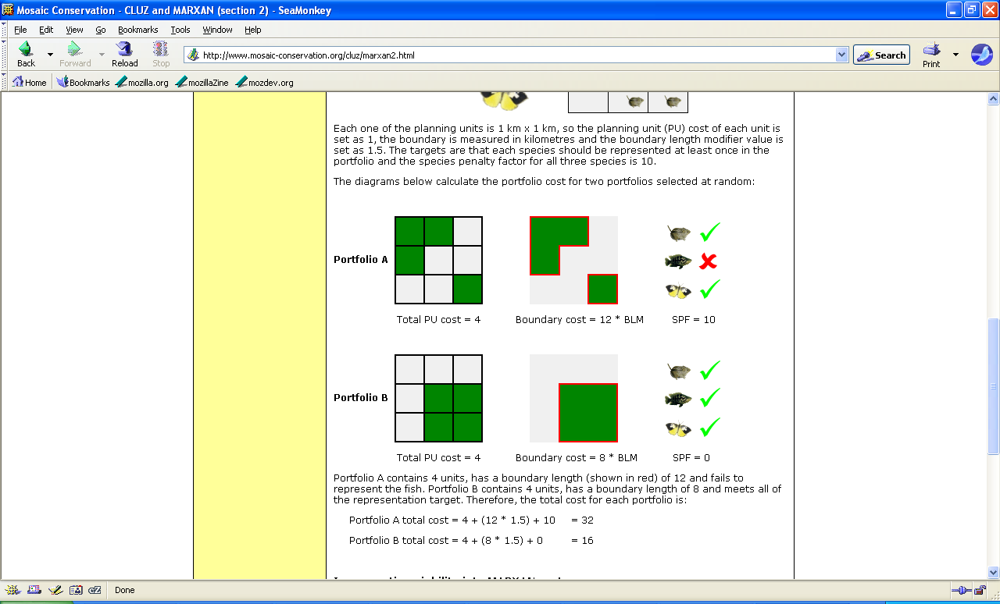 Mosaic Conservation - CLUZ and MARXAN (section 2) - SeaMonkey
File Edit View Go Bookmarks Tools Window Help
Back Forward Reload Stop http://www.mosaic-conservation.org/cluz/marxan2.html Search Print
Home Bookmarks mozilla.org mozillaZine mozdev.org
Each one of the planning units is 1 km x 1 km, so the planning unit (PU) cost of each unit is
set as 1, the boundary is measured in kilometres and the boundary length modifier value is
set as 1.5. The targets are that each species should be represented at least once in the
portfolio and the species penalty factor for all three species is 10.
The diagrams below calculate the portfolio cost for two portfolios selected at random:
Portfolio A
Total PU cost = 4 Boundary cost = 12 * BLM SPF = 10
Portfolio B
Total PU cost = 4 Boundary cost = 8 * BLM SPF = 0
Portfolio A contains 4 units, has a boundary length (shown in red) of 12 and fails to
represent the fish. Portfolio B contains 4 units, has a boundary length of 8 and meets all of
the representation target. Therefore, the total cost for each portfolio is:
Portfolio A total cost = 4 + (12 * 1.5) + 10 = 32
Portfolio B total cost = 4 + (8 * 1.5) + 0 = 16
Done